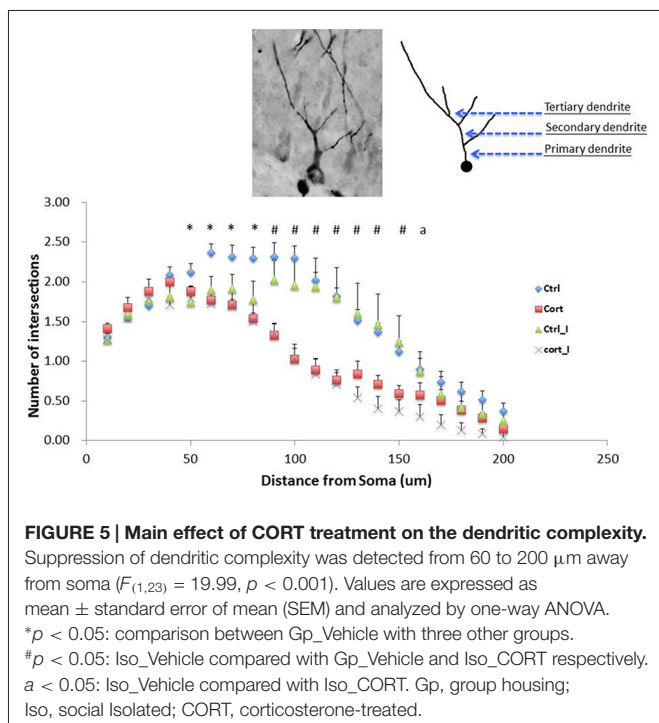 Tertiary dendrite
Secondary dendrite
Primary dendrite
3.00
2.50
2.00
1.50
1.00
0.50
0.00
Number of intersections
* * * * # # # # # # # a
Ctrl
Cort
Ctrl_I
cort_I
0 50 100 150 200 250
Distance from Soma (um)
FIGURE 5 | Main effect of CORT treatment on the dendritic complexity.
Suppression of dendritic complexity was detected from 60 to 200 μm away
from soma (F(1,23) = 19.99, p < 0.001). Values are expressed as
mean ± standard error of mean (SEM) and analyzed by one-way ANOVA.
*p < 0.05: comparison between Gp_Vehicle with three other groups.
#p < 0.05: Iso_Vehicle compared with Gp_Vehicle and Iso_CORT respectively.
a < 0.05: Iso_Vehicle compared with Iso_CORT. Gp, group housing;
Iso, social Isolated; CORT, corticosterone-treated.